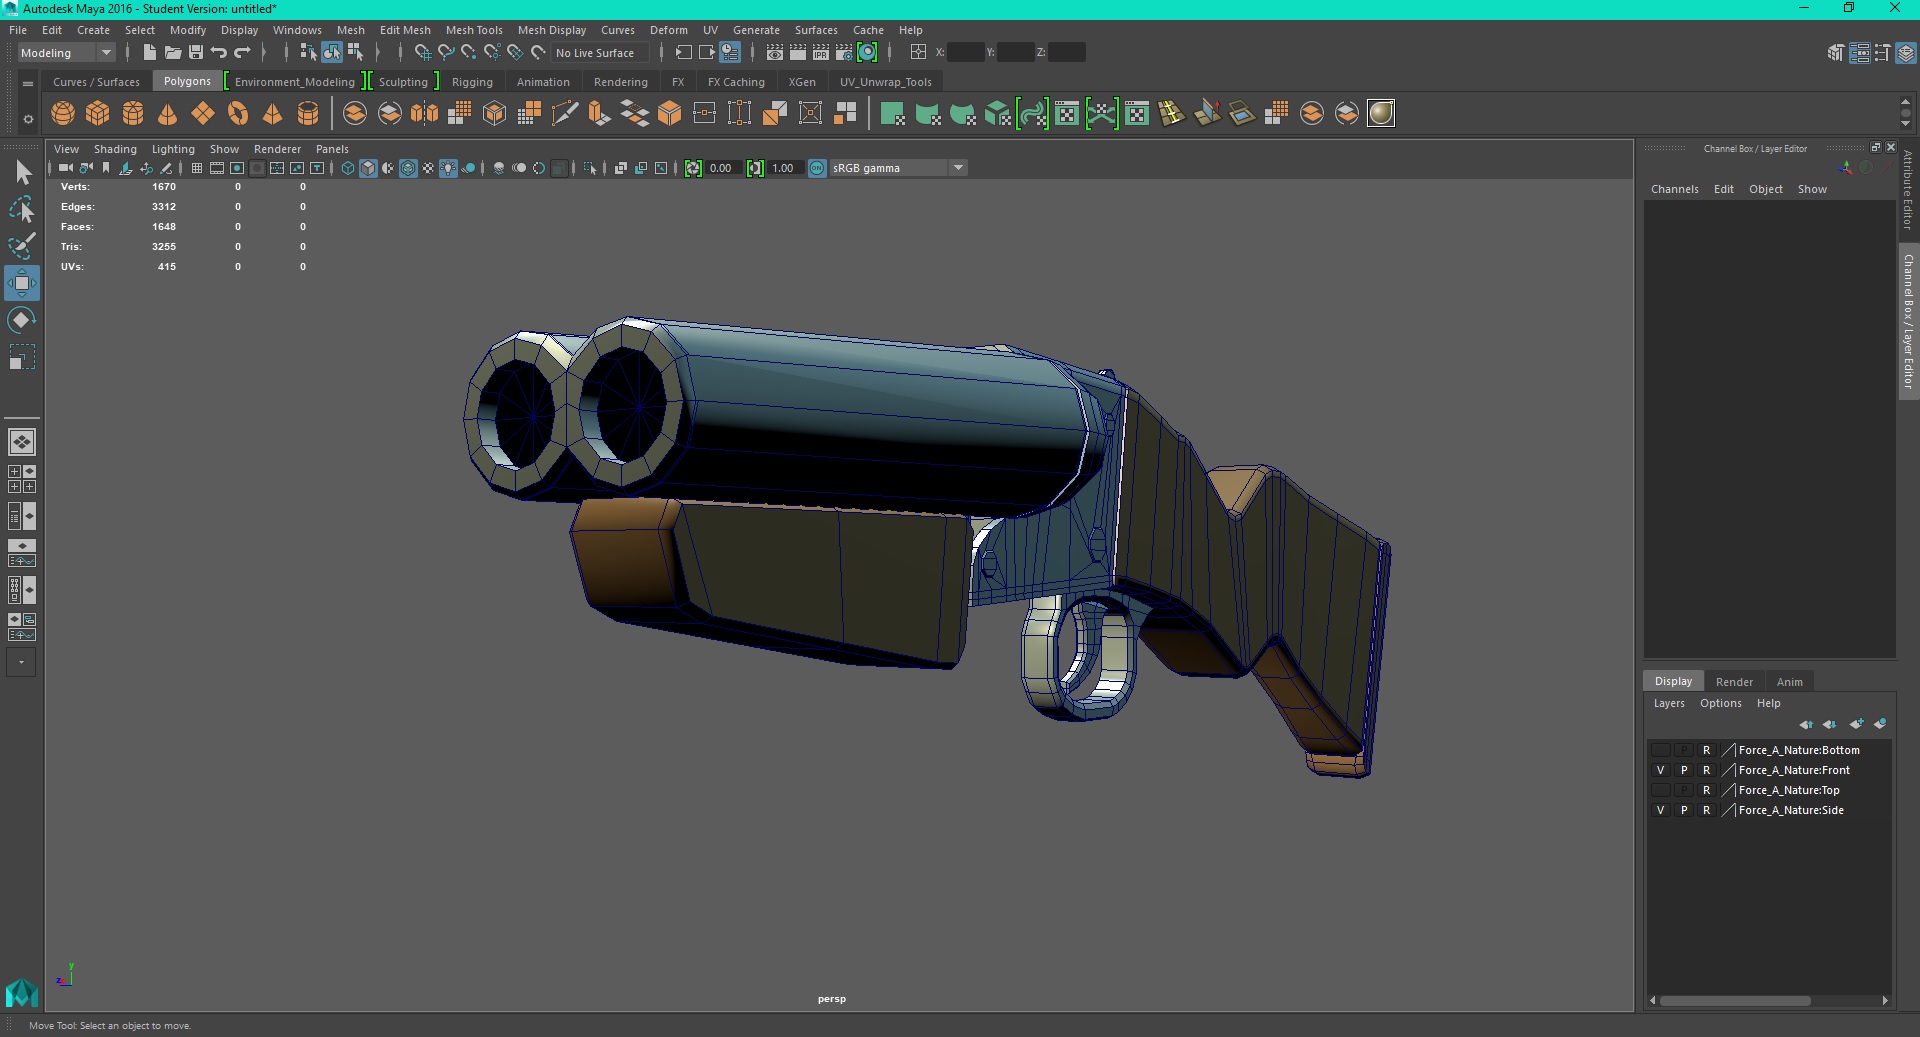 Autodesk Maya 2016 - Student Version: untitled*
File Edit Create Select Modify Display Windows Mesh Edit Mesh Mesh Tools Mesh Display Curves Deform UV Generate Surfaces Cache Help
Modeling No Live Surface X: Y: Z:
Curves / Surfaces Polygons Environment_Modeling Sculpting Rigging Animation Rendering FX FX Caching XGen UV_Unwrap_Tools
View Shading Lighting Show Renderer Panels
0.00 1.00 ON sRGB gamma
Verts: 1670 0 0
Edges: 3312 0 0
Faces: 1648 0 0
Tris: 3255 0 0
UVs: 415 0 0
persp
y
z
Move Tool: Select an object to move.
Channel Box / Layer Editor
Channels Edit Object Show
Display Render Anim
Layers Options Help
P R Force_A_Nature:Bottom
V P R Force_A_Nature:Front
P R Force_A_Nature:Top
V P R Force_A_Nature:Side
Attribute Editor
Channel Box / Layer Editor